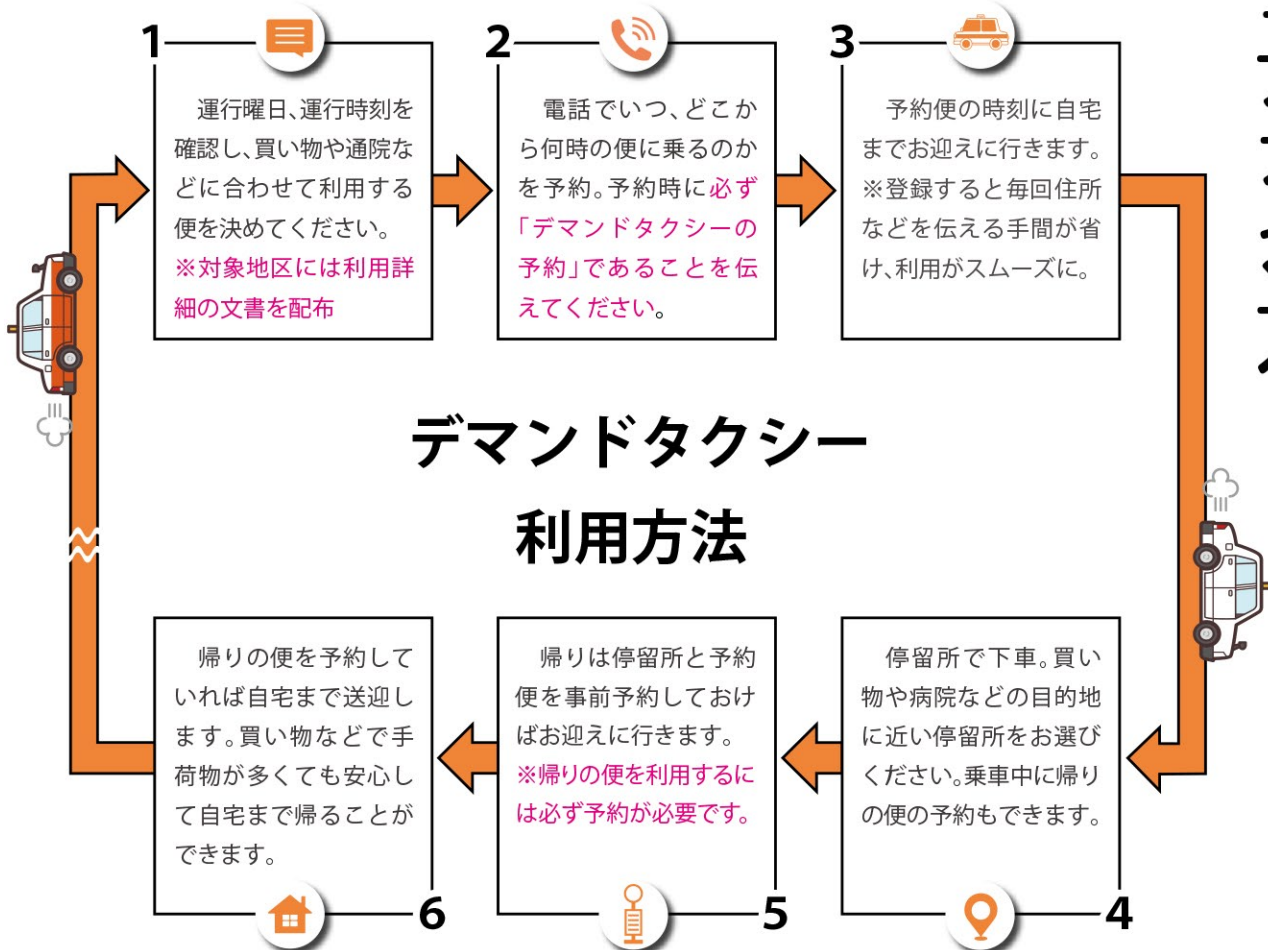 1
運行曜日、運行時刻を
確認し、買い物や通院な
どに合わせて利用する
便を決めてください。
※対象地区には利用詳
細の文書を配布
2
電話でいつ、どこか
ら何時の便に乗るのか
を予約。予約時に必ず
「デマンドタクシーの
予約」であることを伝
えてください。
3
予約便の時刻に自宅
までお迎えに行きます。
※登録すると毎回住所
などを伝える手間が省
け、利用がスムーズに。
デマンドタクシー
利用方法
停留所で下車。買い
物や病院などの目的地
に近い停留所をお選び
ください。乗車中に帰り
の便の予約もできます。
4
帰りは停留所と予約
便を事前予約しておけ
ばお迎えに行きます。
※帰りの便を利用するに
は必ず予約が必要です。
5
帰りの便を予約して
いれば自宅まで送迎し
ます。買い物などで手
荷物が多くても安心し
て自宅まで帰ることが
できます。
6